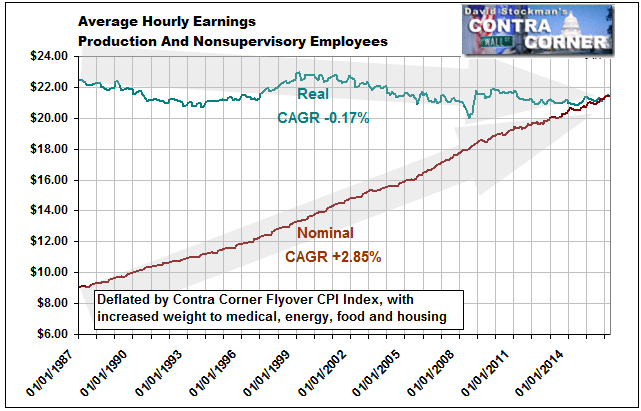 Average Hourly Earnings
Production And Nonsupervisory Employees
David Stockman's
CONTRA
WALL ST
CORNER
$24.00
$22.00
$20.00
$18.00
$16.00
$14.00
$12.00
$10.00
$8.00
$6.00
Real
CAGR -0.17%
Nominal
CAGR +2.85%
Deflated by Contra Corner Flyover CPI Index, with
increased weight to medical, energy, food and housing
01/01/1987
01/01/1990
01/01/1993
01/01/1996
01/01/1999
01/01/2002
01/01/2005
01/01/2008
01/01/2011
01/01/2014